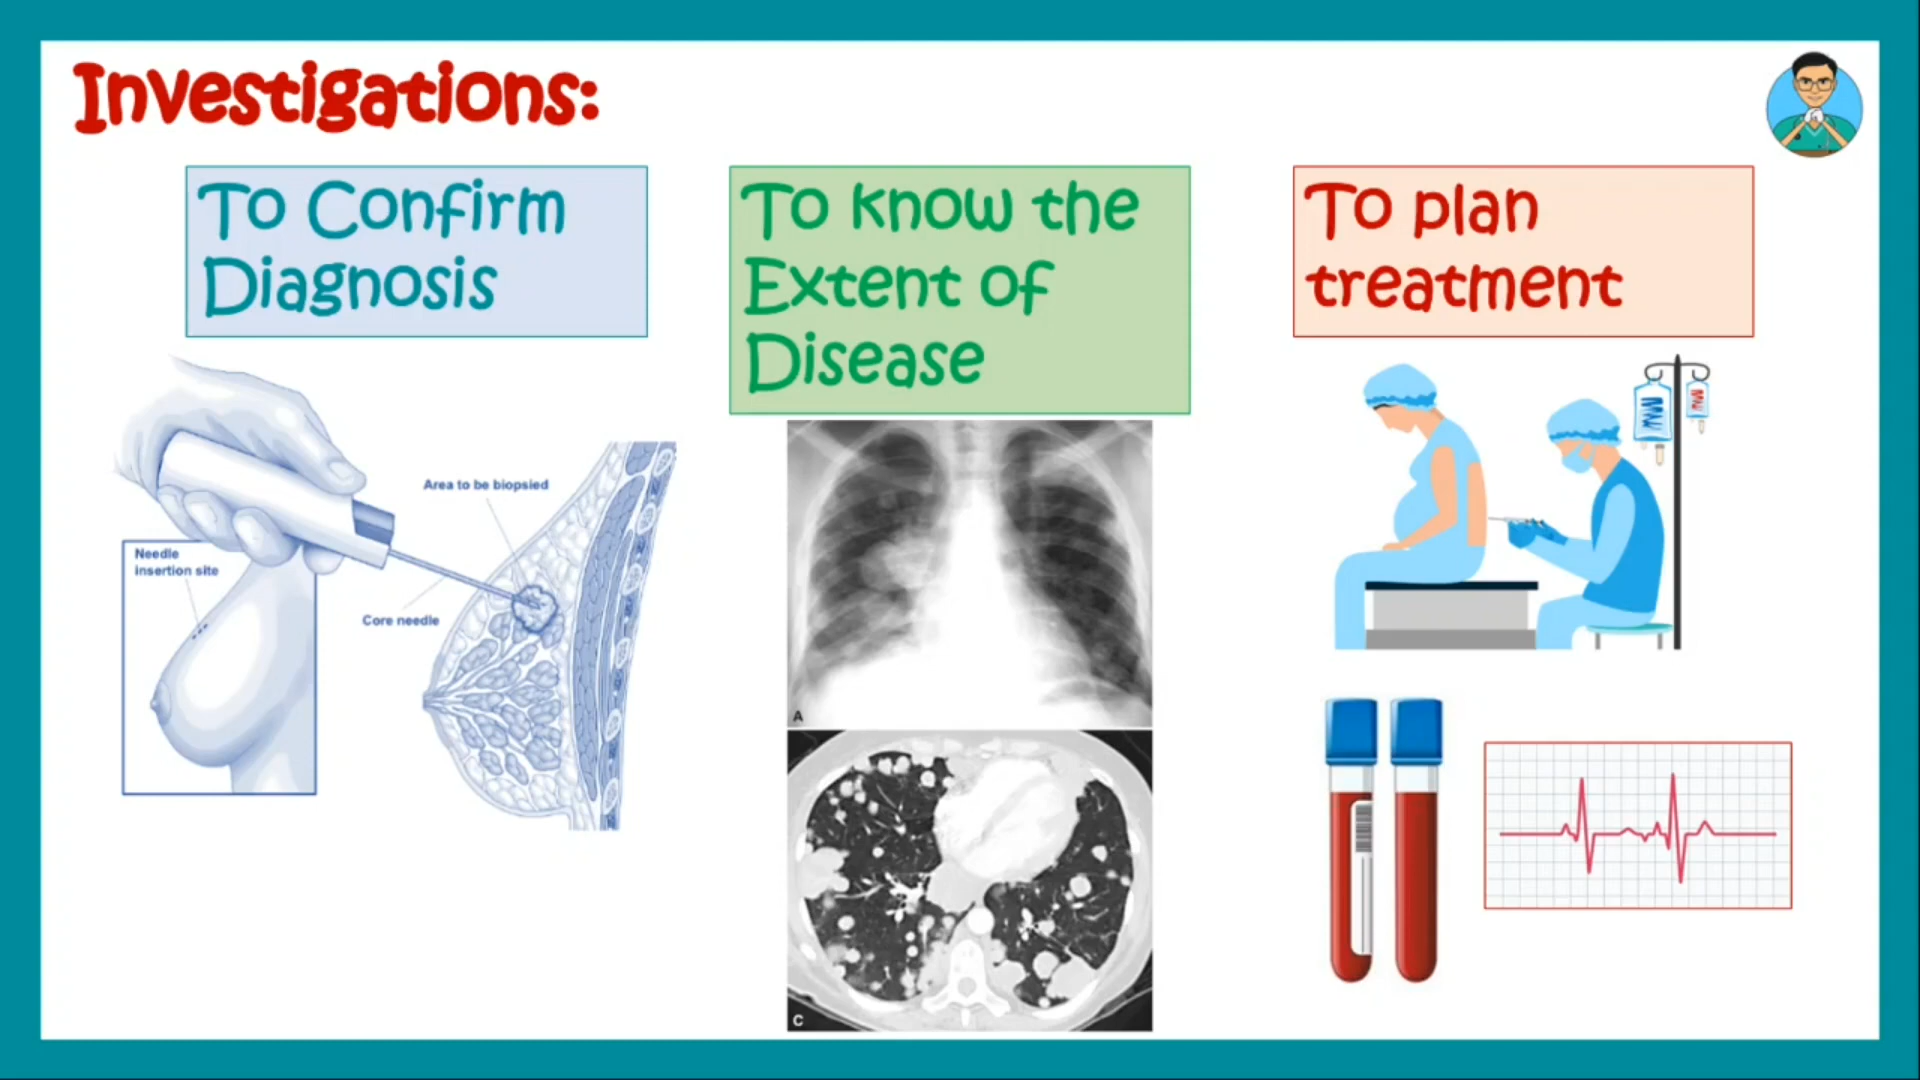 Investigations:
To Confirm
Diagnosis
To know the
Extent of
Disease
To plan
treatment
Area to be biopsied
Needle
insertion site
Core needle
A
C